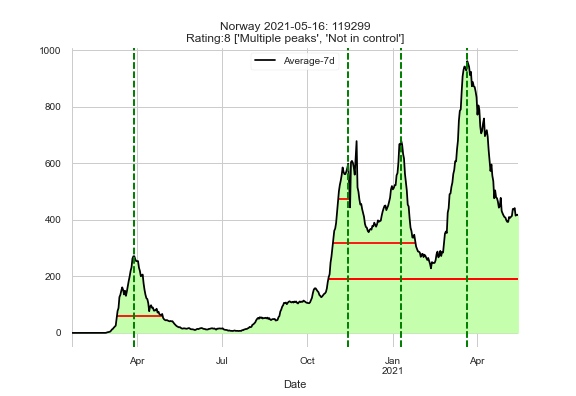 Norway 2021-05-16: 119299
Rating:8 ['Multiple peaks', 'Not in control']
Average-7d
1000
800
600
400
200
0
Apr
Jul
Oct
Jan
2021
Apr
Date